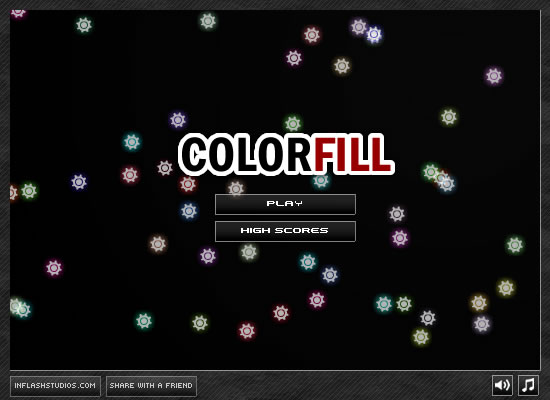 COLORFILL
PLAY
HIGH SCORES
INFLASHSTUDIOS.COM
SHARE WITH A FRIEND